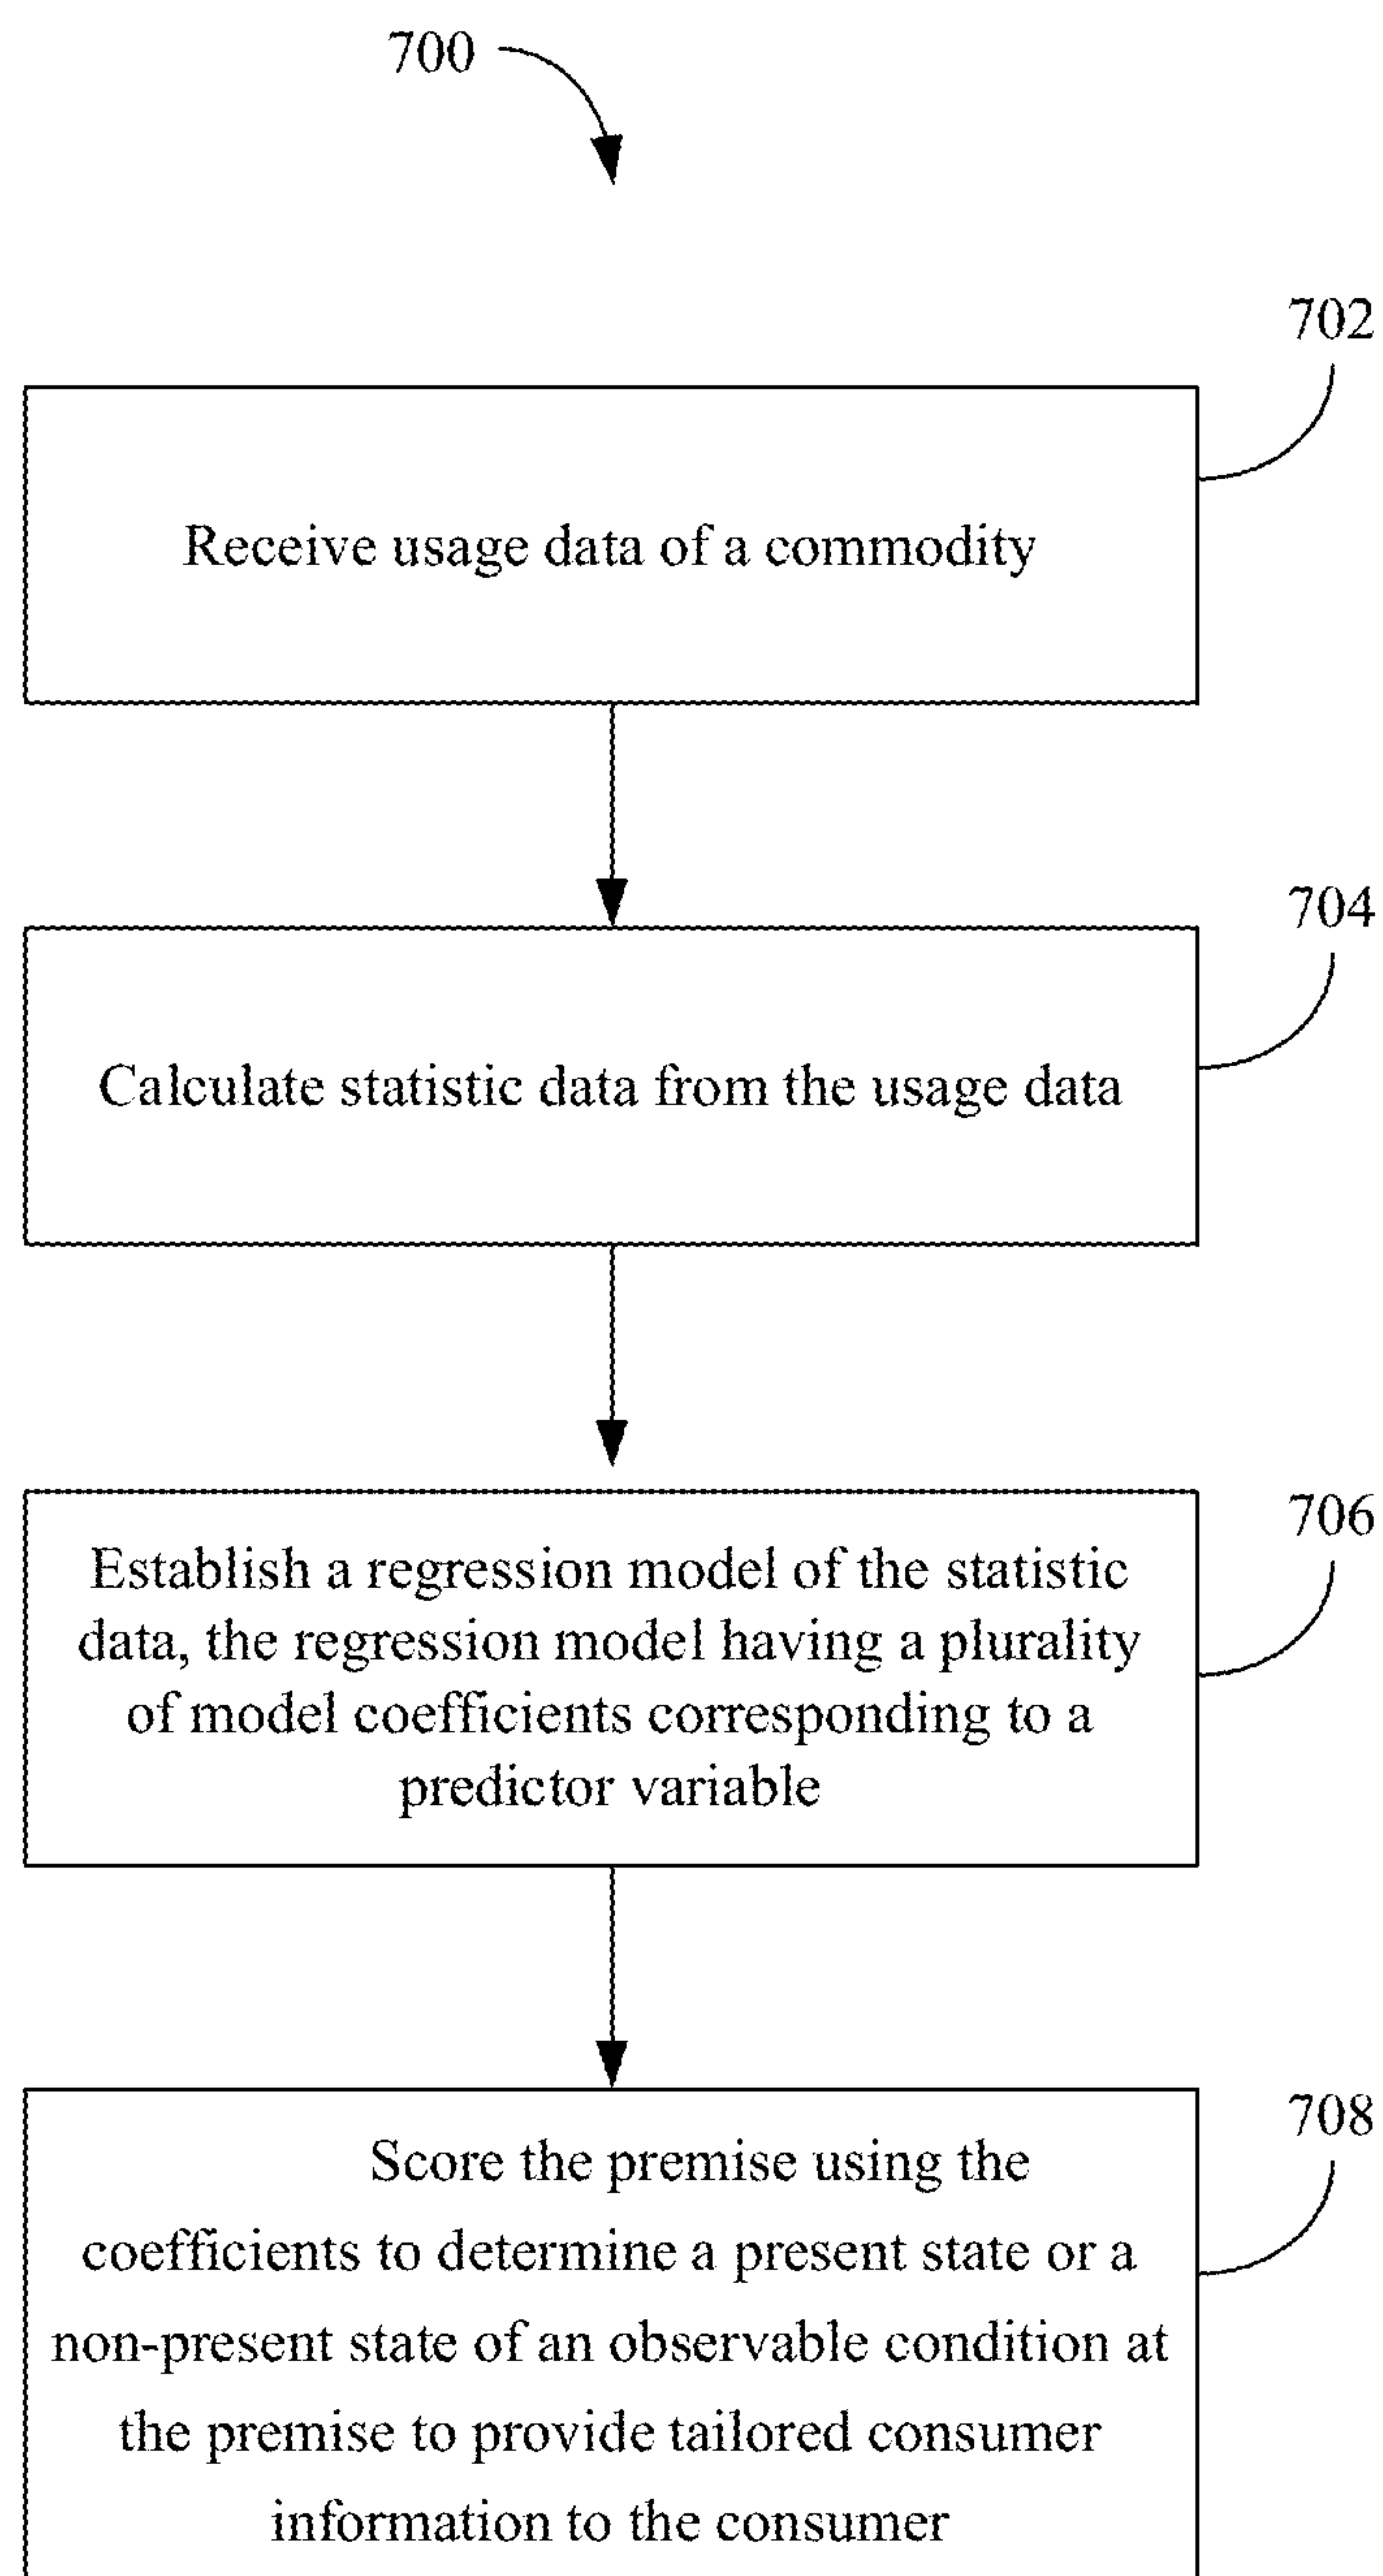 700
702
Receive usage data of a commodity
704
Calculate statistic data from the usage data
706
Establish a regression model of the statistic
data, the regression model having a plurality
of model coefficients corresponding to a
predictor variable
708
Score the premise using the
coefficients to determine a present state or a
non-present state of an observable condition at
the premise to provide tailored consumer
information to the consumer